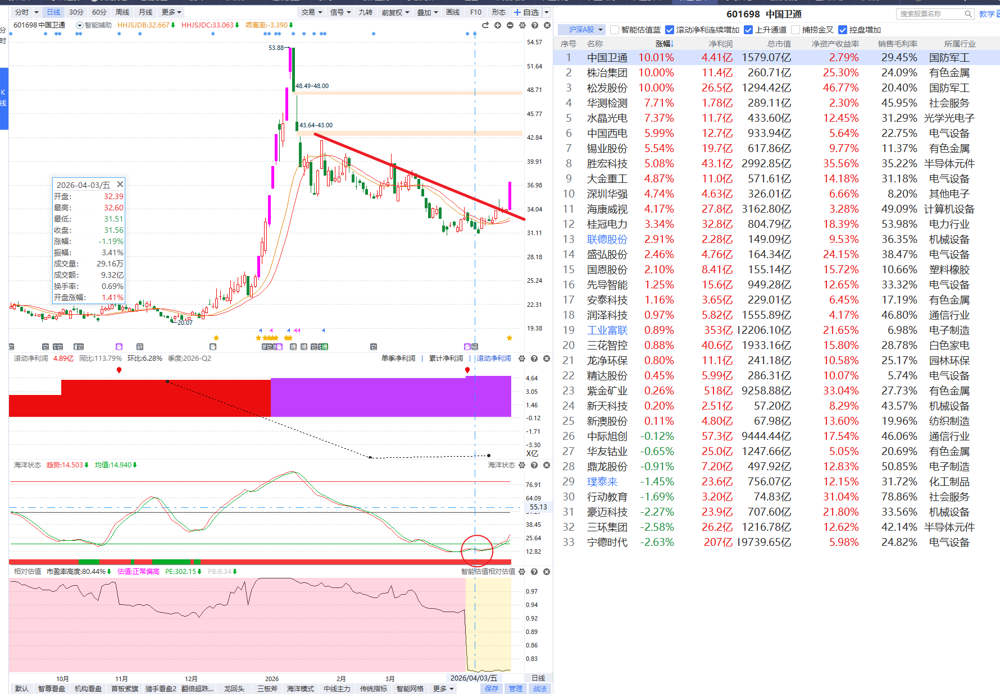 分时 日线 30分 60分 周线 月线 更多 交易 信号 九转 前复权 叠加 画线 F10 形态 自选
601698 中国卫通
搜索股票名称
教学
分时
K线
601698 中国卫通 智能辅助 HHJSJDB:32.667 HHJSJDC:33.063 乖离率:-3.390
54.57
53.88
51.64
48.71
48.49-48.00
45.77
43.64-43.00
42.84
39.91
36.98
34.04
31.11
28.18
25.24
22.31
20.07
19.38
2026-04-03/五
开盘: 32.39
最高: 32.60
最低: 31.51
收盘: 31.56
涨幅: -1.19%
振幅: 3.41%
成交量: 29.16万
成交额: 9.32亿
换手率: 0.69%
开盘涨幅: 1.41%
滚动净利润 4.89亿 同比:113.79% 环比:6.28% 季度:2026-Q2 单季净利润 | 累计净利润 | 滚动净利润
4.64
3.05
1.46
-0.12
-1.71
-3.30
X亿
海洋状态 趋势:14.503 均值:14.940 海洋状态
76.91
64.09
55.13
38.45
25.64
12.82
相对估值 市盈率高度:80.44% 估值:正常偏高 PE:302.15 PB:8.34 智能估值相对估值
0.97
0.94
0.92
0.89
0.86
0.83
10月 11月 12月 2026 2月 3月 2026/04/03/五 日线
默认 智尊看盘 机构看盘 首板紫旗 猎手看盘2 翻倍超跌... 龙回头 三板斧 海洋模式 中线主力 传统指标 智能网格 更多 保存 管理 战法
沪深A股 智能估值蓝 滚动净利连续增加 上升通道 捕捞金叉 控盘增加
序号 名称 涨幅↓ 净利润 总市值 净资产收益率 销售毛利率 所属行业
1 中国卫通 10.01% 4.41亿 1579.07亿 2.79% 29.45% 国防军工
2 株冶集团 10.00% 11.4亿 260.71亿 25.30% 24.09% 有色金属
3 松发股份 10.00% 26.5亿 1294.42亿 46.77% 20.40% 国防军工
4 华测检测 7.71% 1.78亿 289.11亿 2.30% 45.95% 社会服务
5 水晶光电 7.37% 11.7亿 433.60亿 12.45% 31.29% 光学光电子
6 中国西电 5.99% 12.7亿 933.94亿 5.64% 22.75% 电气设备
7 锡业股份 5.54% 19.7亿 617.86亿 9.77% 11.37% 有色金属
8 胜宏科技 5.08% 43.1亿 2992.85亿 35.56% 35.22% 半导体元件
9 大金重工 4.87% 11.0亿 571.61亿 14.18% 31.18% 电气设备
10 深圳华强 4.74% 4.63亿 326.01亿 6.66% 8.20% 其他电子
11 海康威视 4.17% 27.8亿 3162.80亿 3.28% 49.09% 计算机设备
12 桂冠电力 3.34% 32.8亿 804.79亿 18.39% 53.98% 电力行业
13 联德股份 2.91% 2.28亿 149.09亿 9.53% 36.35% 机械设备
14 盛弘股份 2.46% 4.76亿 164.34亿 24.15% 38.47% 电气设备
15 国恩股份 2.10% 8.41亿 155.14亿 15.72% 10.66% 塑料橡胶
16 先导智能 1.25% 15.6亿 949.28亿 12.65% 33.32% 电气设备
17 安泰科技 1.16% 3.65亿 229.01亿 6.45% 17.19% 有色金属
18 润泽科技 0.97% 5.82亿 1555.89亿 4.17% 46.80% 通信行业
19 工业富联 0.89% 353亿 12206.10亿 21.65% 6.98% 电子制造
20 三花智控 0.88% 40.6亿 1933.16亿 15.80% 28.78% 白色家电
21 龙净环保 0.80% 11.1亿 241.18亿 10.58% 25.17% 园林环保
22 精达股份 0.45% 5.99亿 286.31亿 10.07% 5.74% 电气设备
23 紫金矿业 0.26% 518亿 9258.88亿 33.04% 27.73% 有色金属
24 新天科技 0.20% 2.51亿 57.20亿 8.29% 43.57% 机械设备
25 新澳股份 0.11% 4.80亿 67.98亿 13.60% 19.96% 纺织制造
26 中际旭创 -0.12% 57.3亿 9444.44亿 17.54% 46.06% 通信行业
27 华友钴业 -0.65% 25.0亿 1247.66亿 5.05% 20.69% 有色金属
28 鼎龙股份 -0.91% 7.20亿 497.92亿 12.83% 50.85% 电子制造
29 璞泰来 -1.45% 23.6亿 756.07亿 12.15% 31.72% 化工制品
30 行动教育 -1.69% 3.20亿 74.83亿 31.04% 78.86% 社会服务
31 豪迈科技 -2.27% 23.9亿 707.60亿 21.80% 33.56% 机械设备
32 三环集团 -2.58% 26.2亿 1216.78亿 12.62% 42.14% 半导体元件
33 宁德时代 -2.63% 207亿 19739.65亿 5.98% 24.82% 电气设备